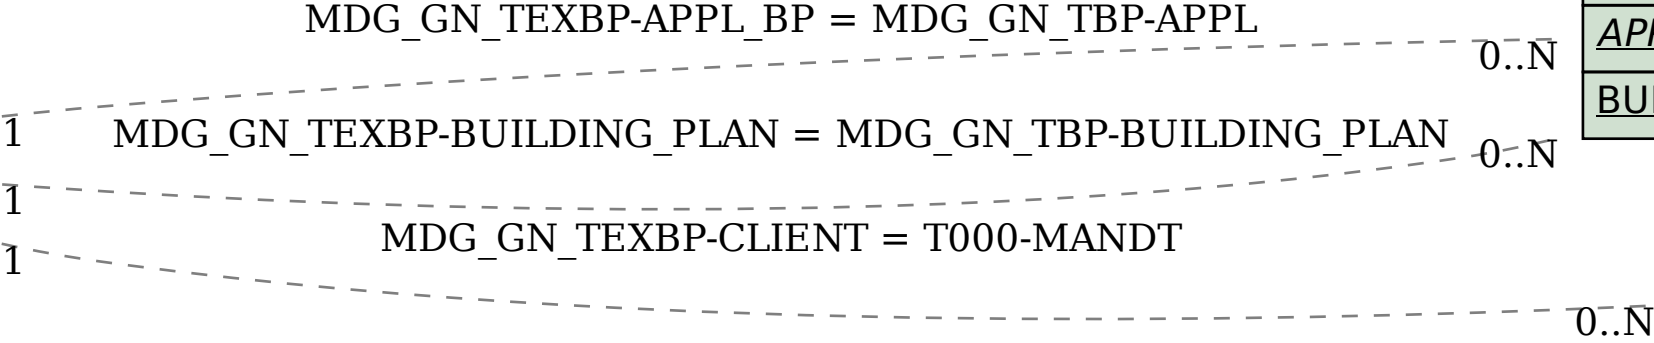 MDG_GN_TEXBP-APPL_BP = MDG_GN_TBP-APPL
0..N
1
MDG_GN_TEXBP-BUILDING_PLAN = MDG_GN_TBP-BUILDING_PLAN
0..N
1
MDG_GN_TEXBP-CLIENT = T000-MANDT
1
0..N